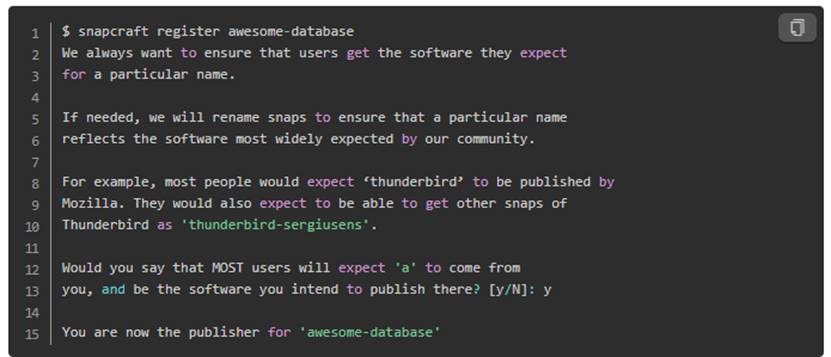 1 $ snapcraft register awesome-database
2 We always want to ensure that users get the software they expect
3 for a particular name.
4
5 If needed, we will rename snaps to ensure that a particular name
6 reflects the software most widely expected by our community.
7
8 For example, most people would expect ‘thunderbird’ to be published by
9 Mozilla. They would also expect to be able to get other snaps of
10 Thunderbird as 'thunderbird-sergiusens'.
11
12 Would you say that MOST users will expect 'a' to come from
13 you, and be the software you intend to publish there? [y/N]: y
14
15 You are now the publisher for 'awesome-database'